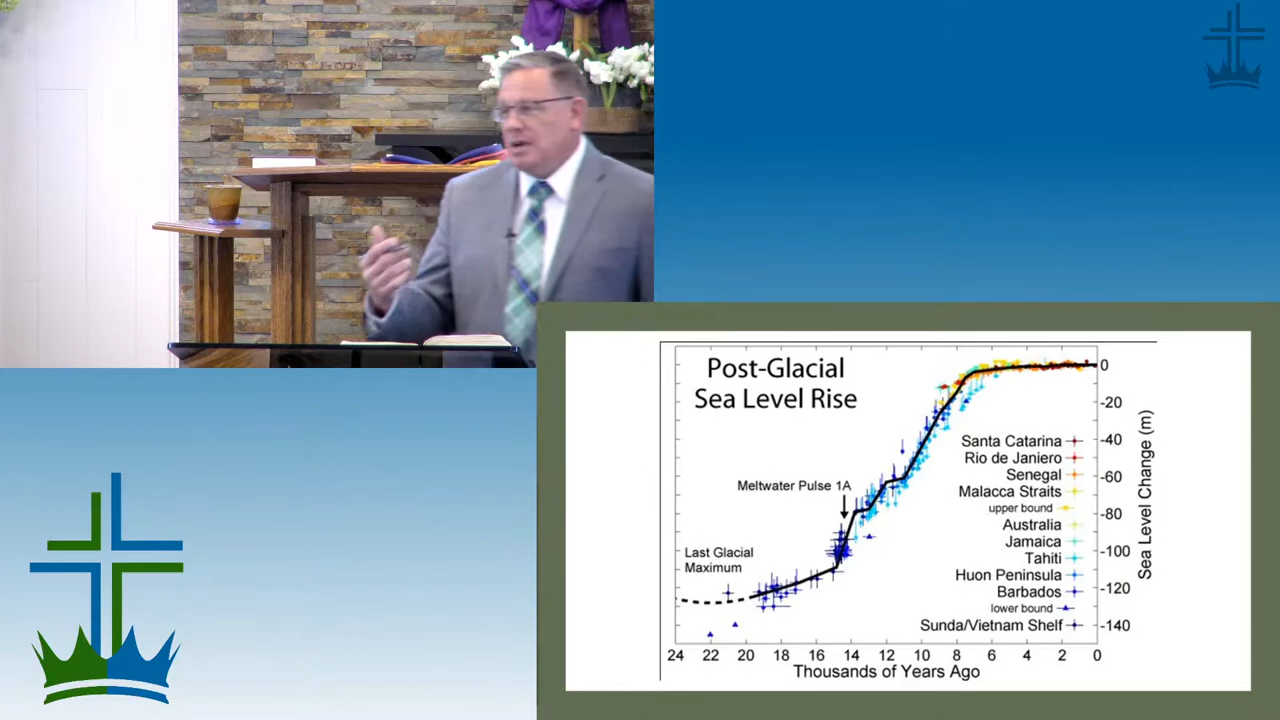 Post-Glacial
Sea Level Rise
Meltwater Pulse 1A
Last Glacial
Maximum
Santa Catarina
Rio de Janiero
Senegal
Malacca Straits
upper bound
Australia
Jamaica
Tahiti
Huon Peninsula
Barbados
lower bound
Sunda/Vietnam Shelf
0
-20
-40
-60
-80
-100
-120
-140
Sea Level Change (m)
24 22 20 18 16 14 12 10 8 6 4 2 0
Thousands of Years Ago